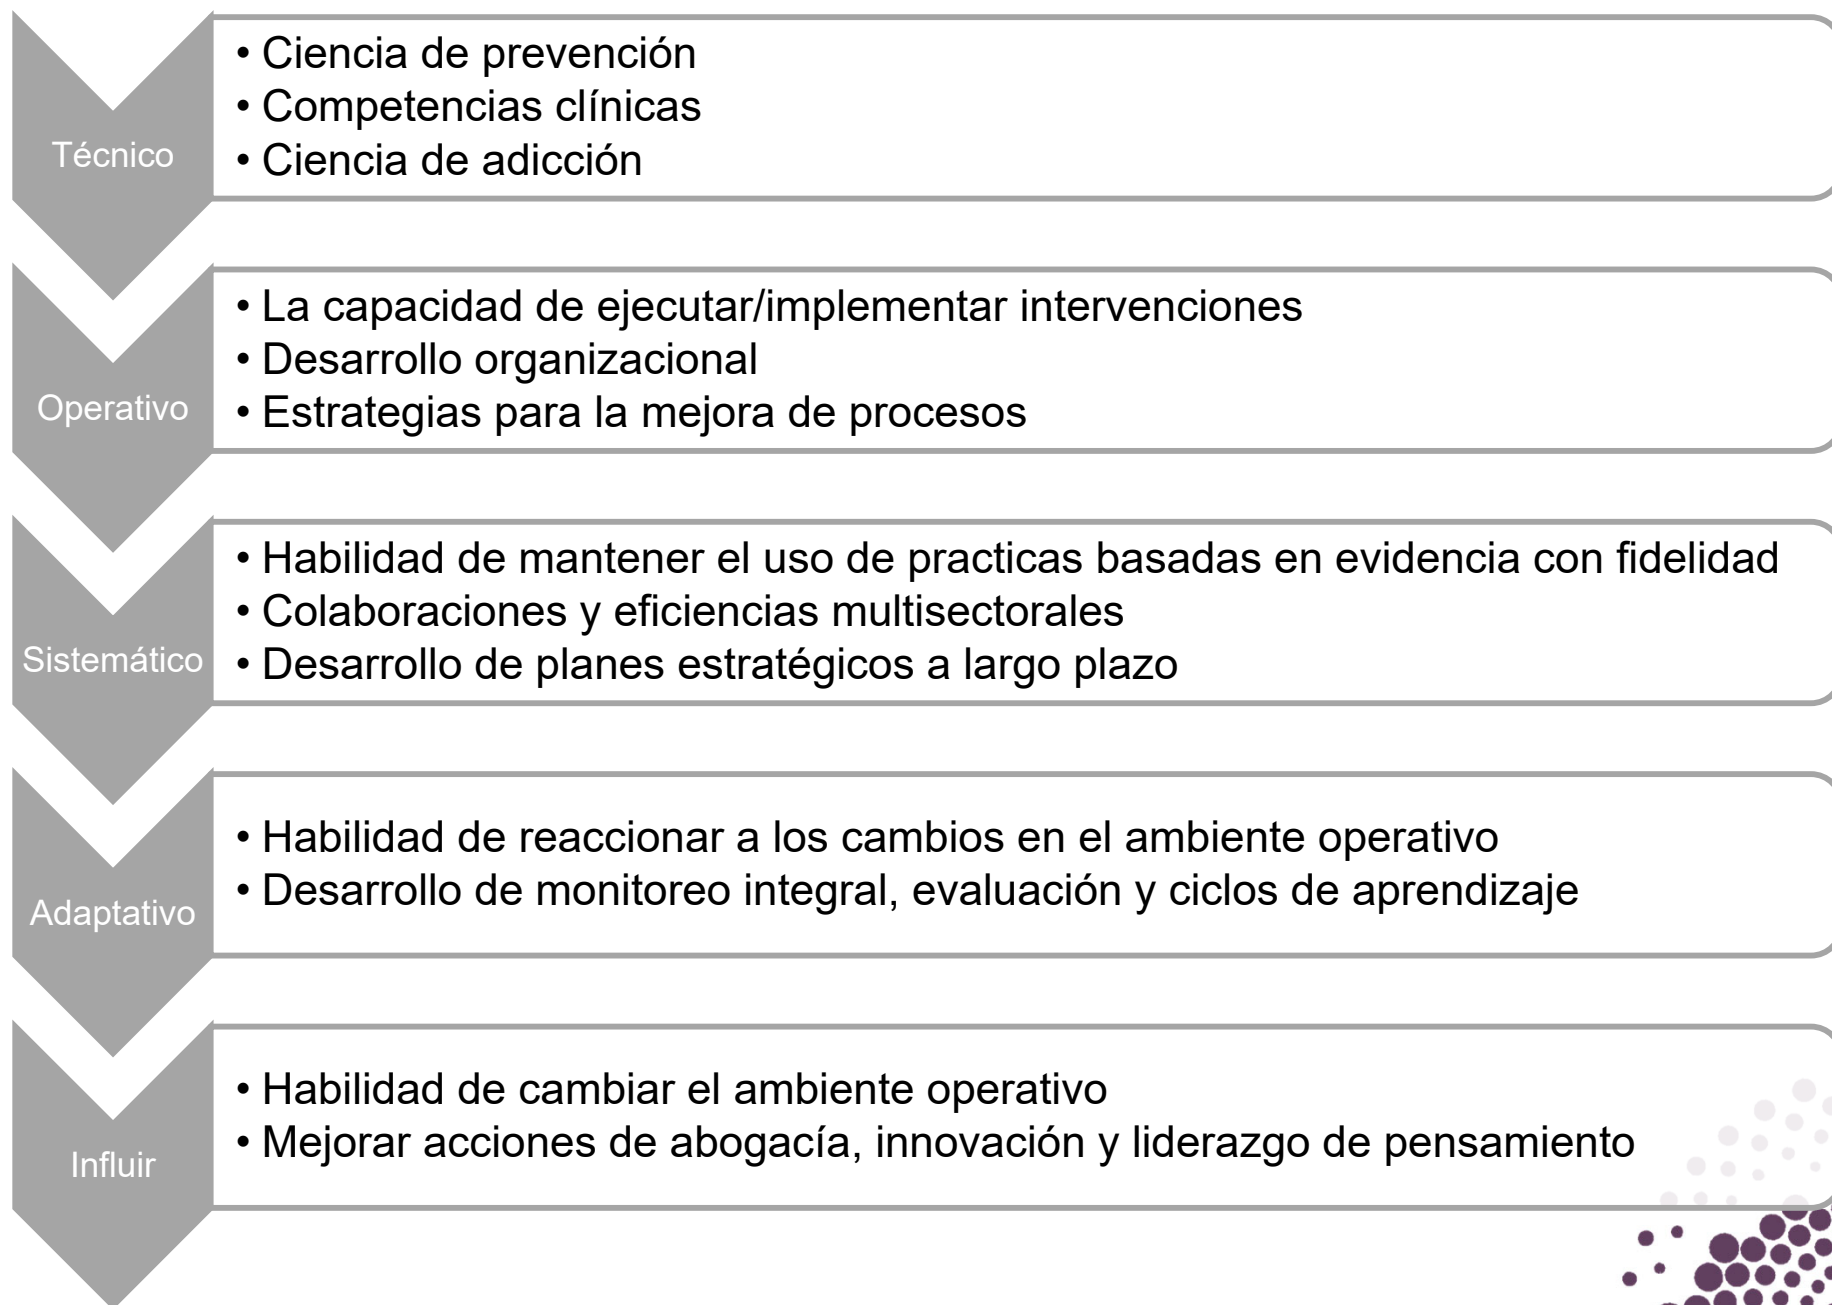 Técnico
• Ciencia de prevención
• Competencias clínicas
• Ciencia de adicción
Operativo
• La capacidad de ejecutar/implementar intervenciones
• Desarrollo organizacional
• Estrategias para la mejora de procesos
Sistemático
• Habilidad de mantener el uso de practicas basadas en evidencia con fidelidad
• Colaboraciones y eficiencias multisectorales
• Desarrollo de planes estratégicos a largo plazo
Adaptativo
• Habilidad de reaccionar a los cambios en el ambiente operativo
• Desarrollo de monitoreo integral, evaluación y ciclos de aprendizaje
Influir
• Habilidad de cambiar el ambiente operativo
• Mejorar acciones de abogacía, innovación y liderazgo de pensamiento